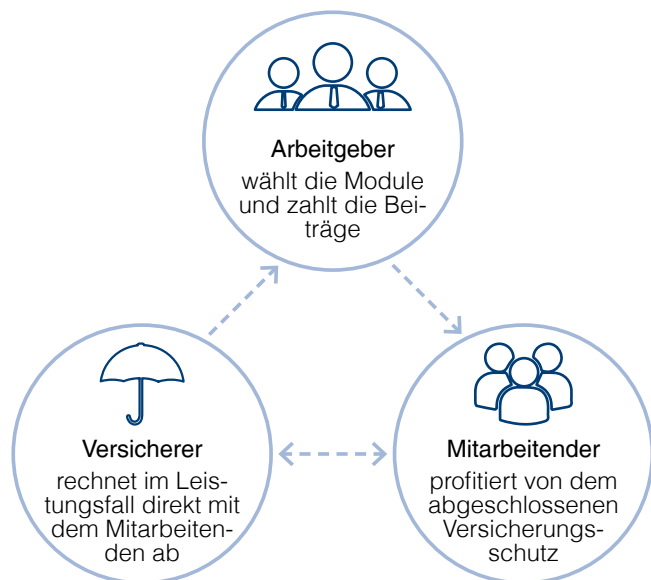 Arbeitgeber
wählt die Module
und zahlt die Bei-
träge
Versicherer
rechnet im Leis-
tungsfall direkt mit
dem Mitarbeiten-
den ab
Mitarbeitender
profitiert von dem
abgeschlossenen
Versicherungs-
schutz